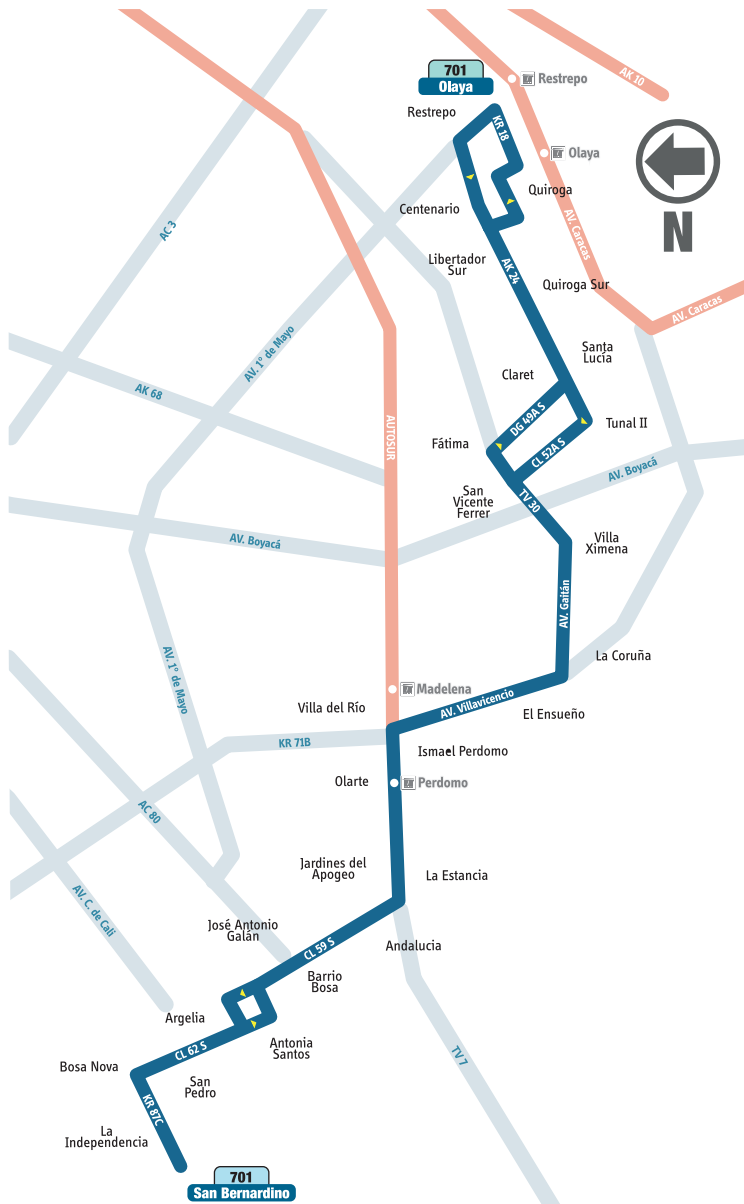 701
Olaya
Restrepo
AK 10
Restrepo
KR 18
Olaya
Quiroga
Centenario
AC 3
AV. Caracas
N
Libertador
Sur
AK 24
Quiroga Sur
AV. Caracas
AV. 1° de Mayo
Santa
Lucía
Claret
AK 68
DG 49A S
Tunal II
AUTOSUR
Fátima
CL 52A S
AV. Boyacá
San
Vicente
Ferrer
TV 30
AV. Boyacá
Villa
Ximena
AV. Gaitán
La Coruña
AV. 1° de Mayo
Madelena
Villa del Río
AV. Villavicencio
El Ensueño
KR 71B
Ismael Perdomo
Olarte
Perdomo
AC 80
Jardines del
Apogeo
La Estancia
AV. C. de Cali
José Antonio
Galán
CL 59 S
Andalucia
Barrio
Bosa
Argelia
CL 62 S
Antonia
Santos
TV 7
Bosa Nova
San
Pedro
KR 87C
La
Independencia
701
San Bernardino